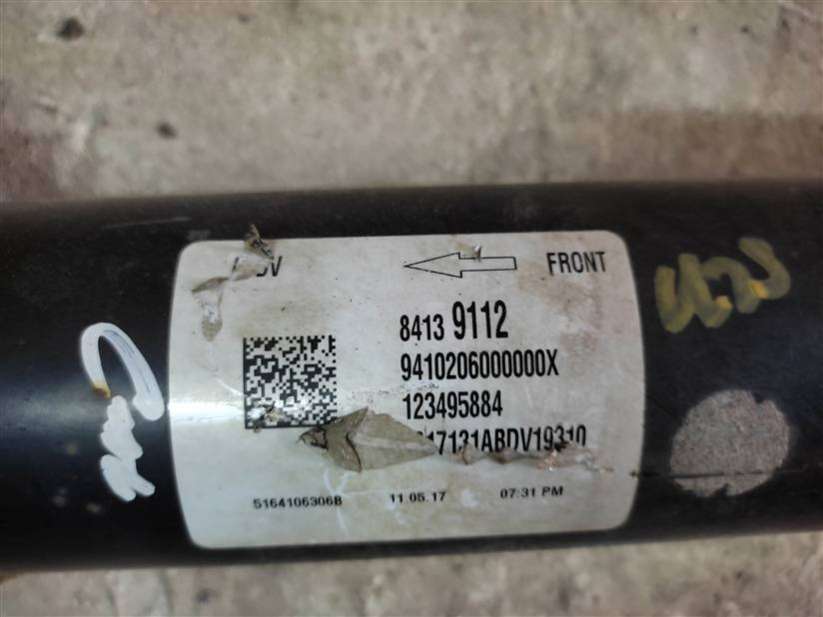 FRONT
8413 9112
9410206000000X
123495884
17131ABDV19310
5164106306B 11 05.17 07:31 PM